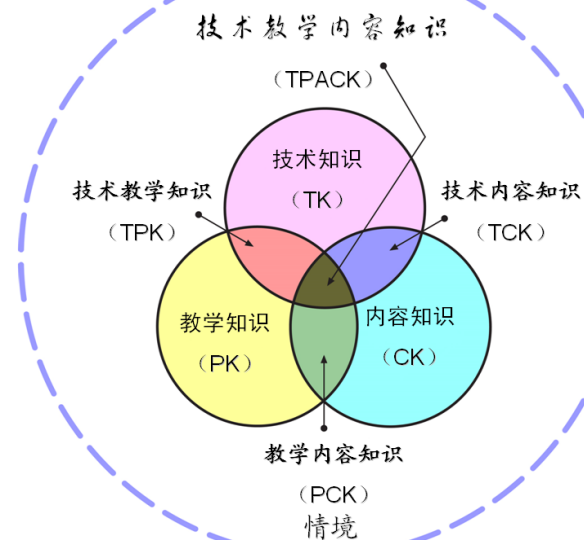 技术教学内容知识
（TPACK）
技术知识
（TK）
技术教学知识
（TPK）
技术内容知识
（TCK）
教学知识
（PK）
内容知识
（CK）
教学内容知识
（PCK）
情境